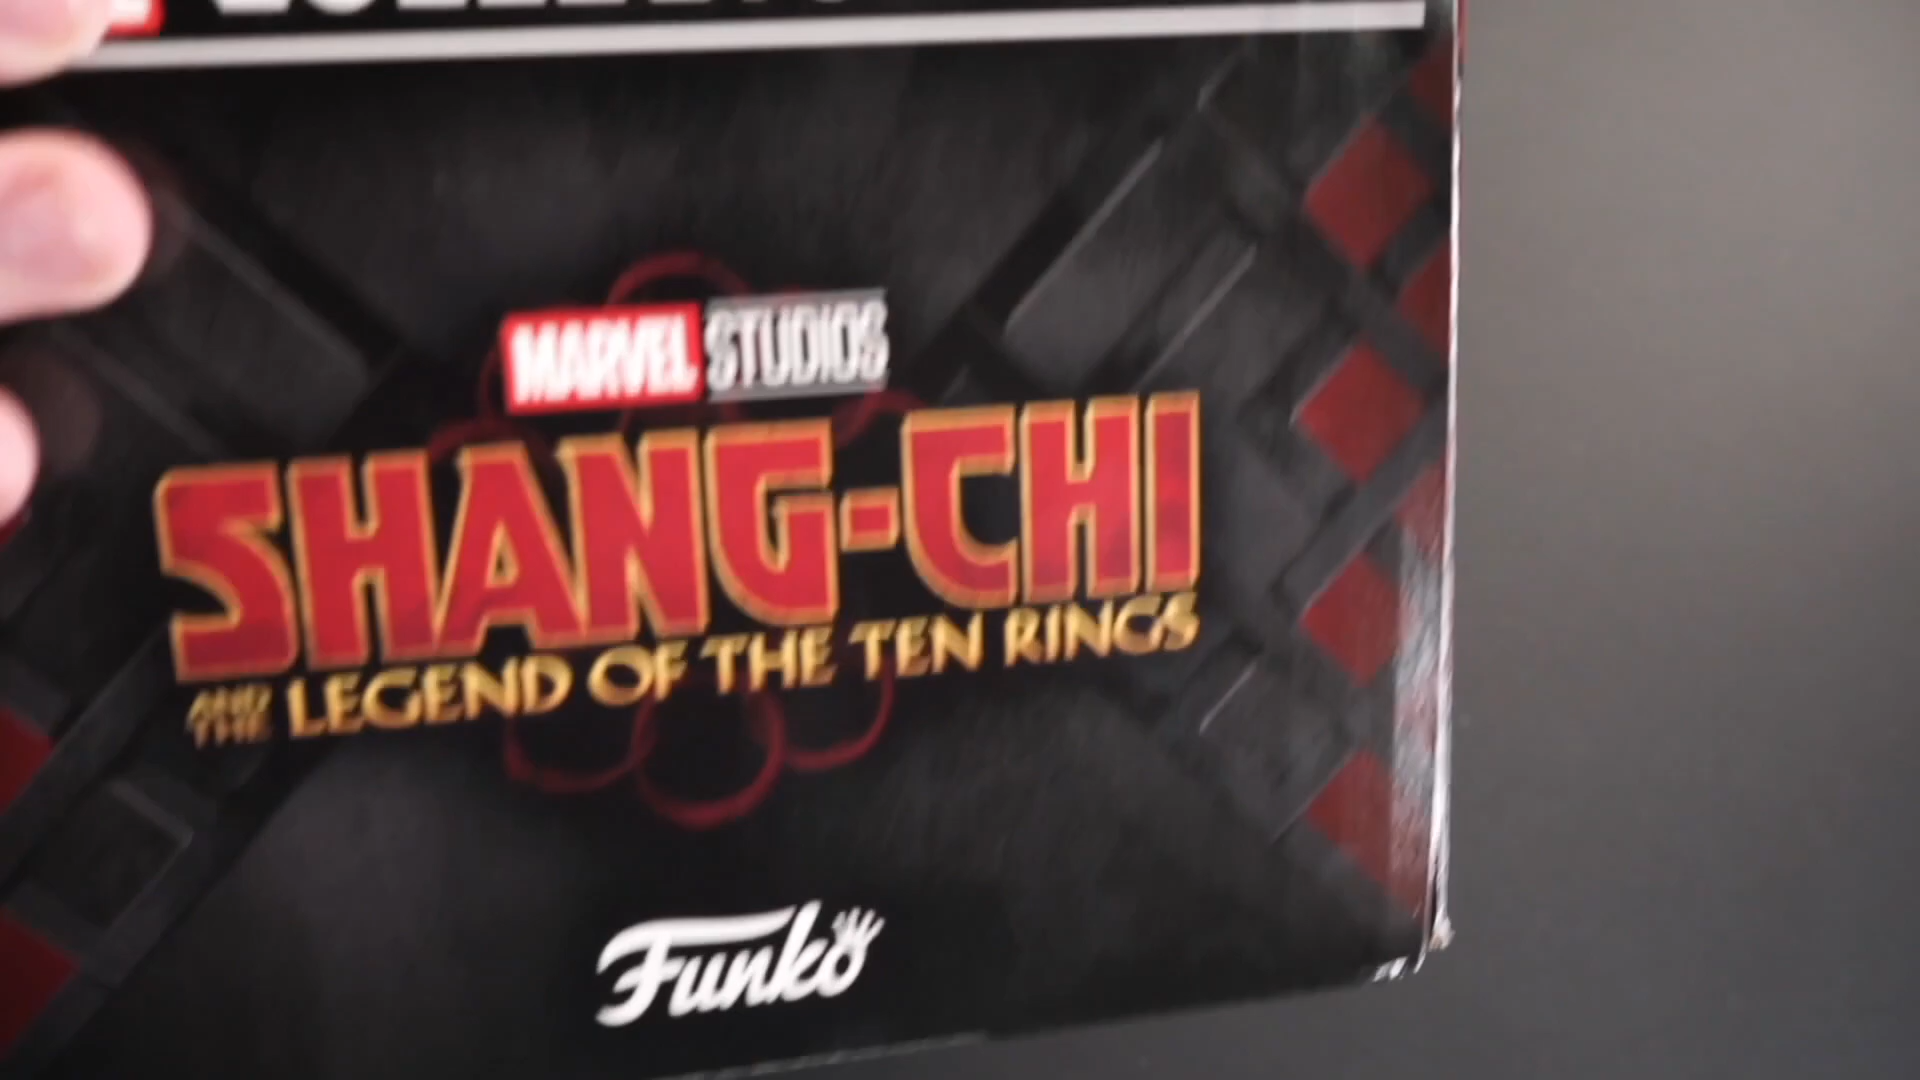 MARVEL STUDIOS
SHANG-CHI
AND THE LEGEND OF THE TEN RINGS
Funko